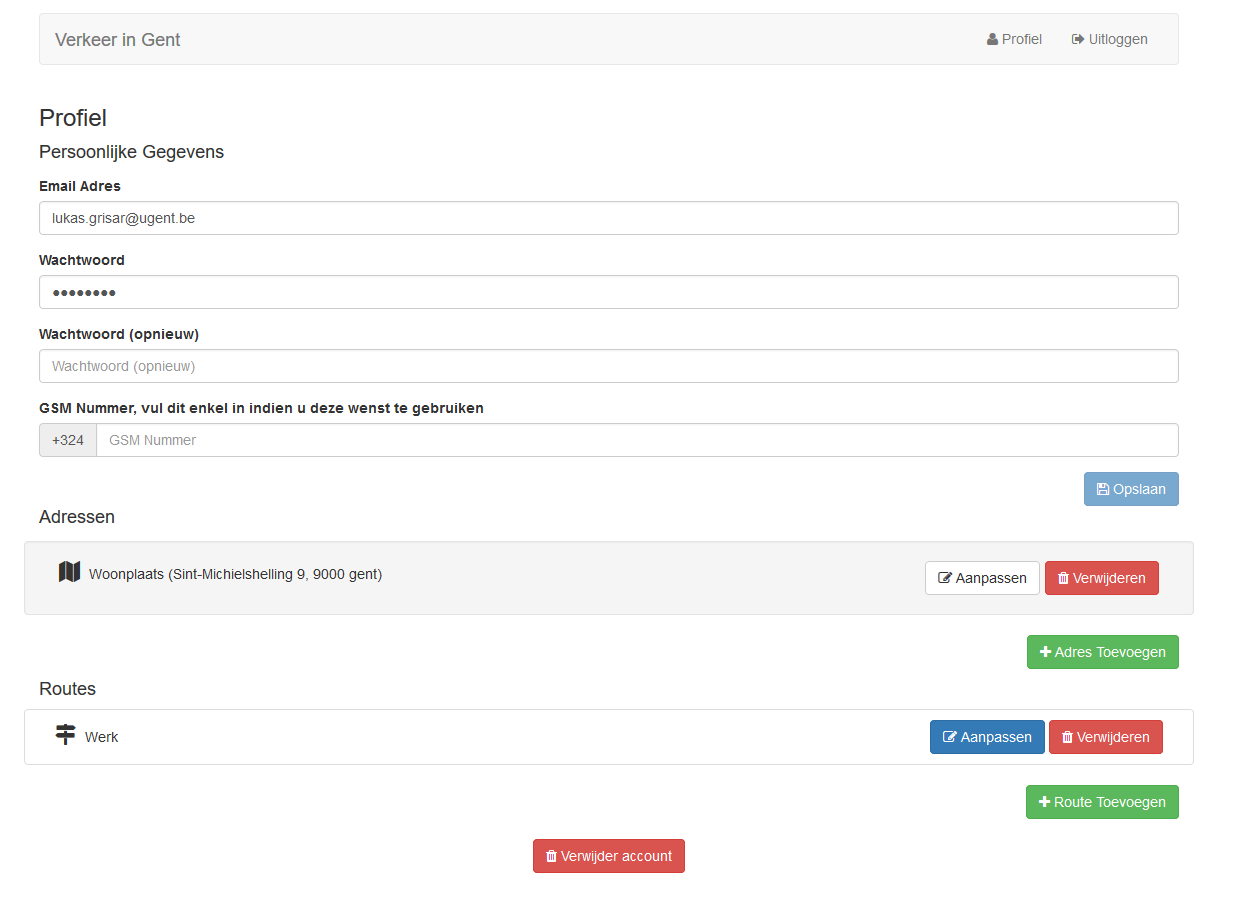 Verkeer in Gent Profiel Uitloggen
Profiel
Persoonlijke Gegevens
Email Adres
lukas.grisar@ugent.be
Wachtwoord
●●●●●●●●
Wachtwoord (opnieuw)
Wachtwoord (opnieuw)
GSM Nummer, vul dit enkel in indien u deze wenst te gebruiken
+324 GSM Nummer
Opslaan
Adressen
Woonplaats (Sint-Michielshelling 9, 9000 gent) Aanpassen Verwijderen
Adres Toevoegen
Routes
Werk Aanpassen Verwijderen
Route Toevoegen
Verwijder account